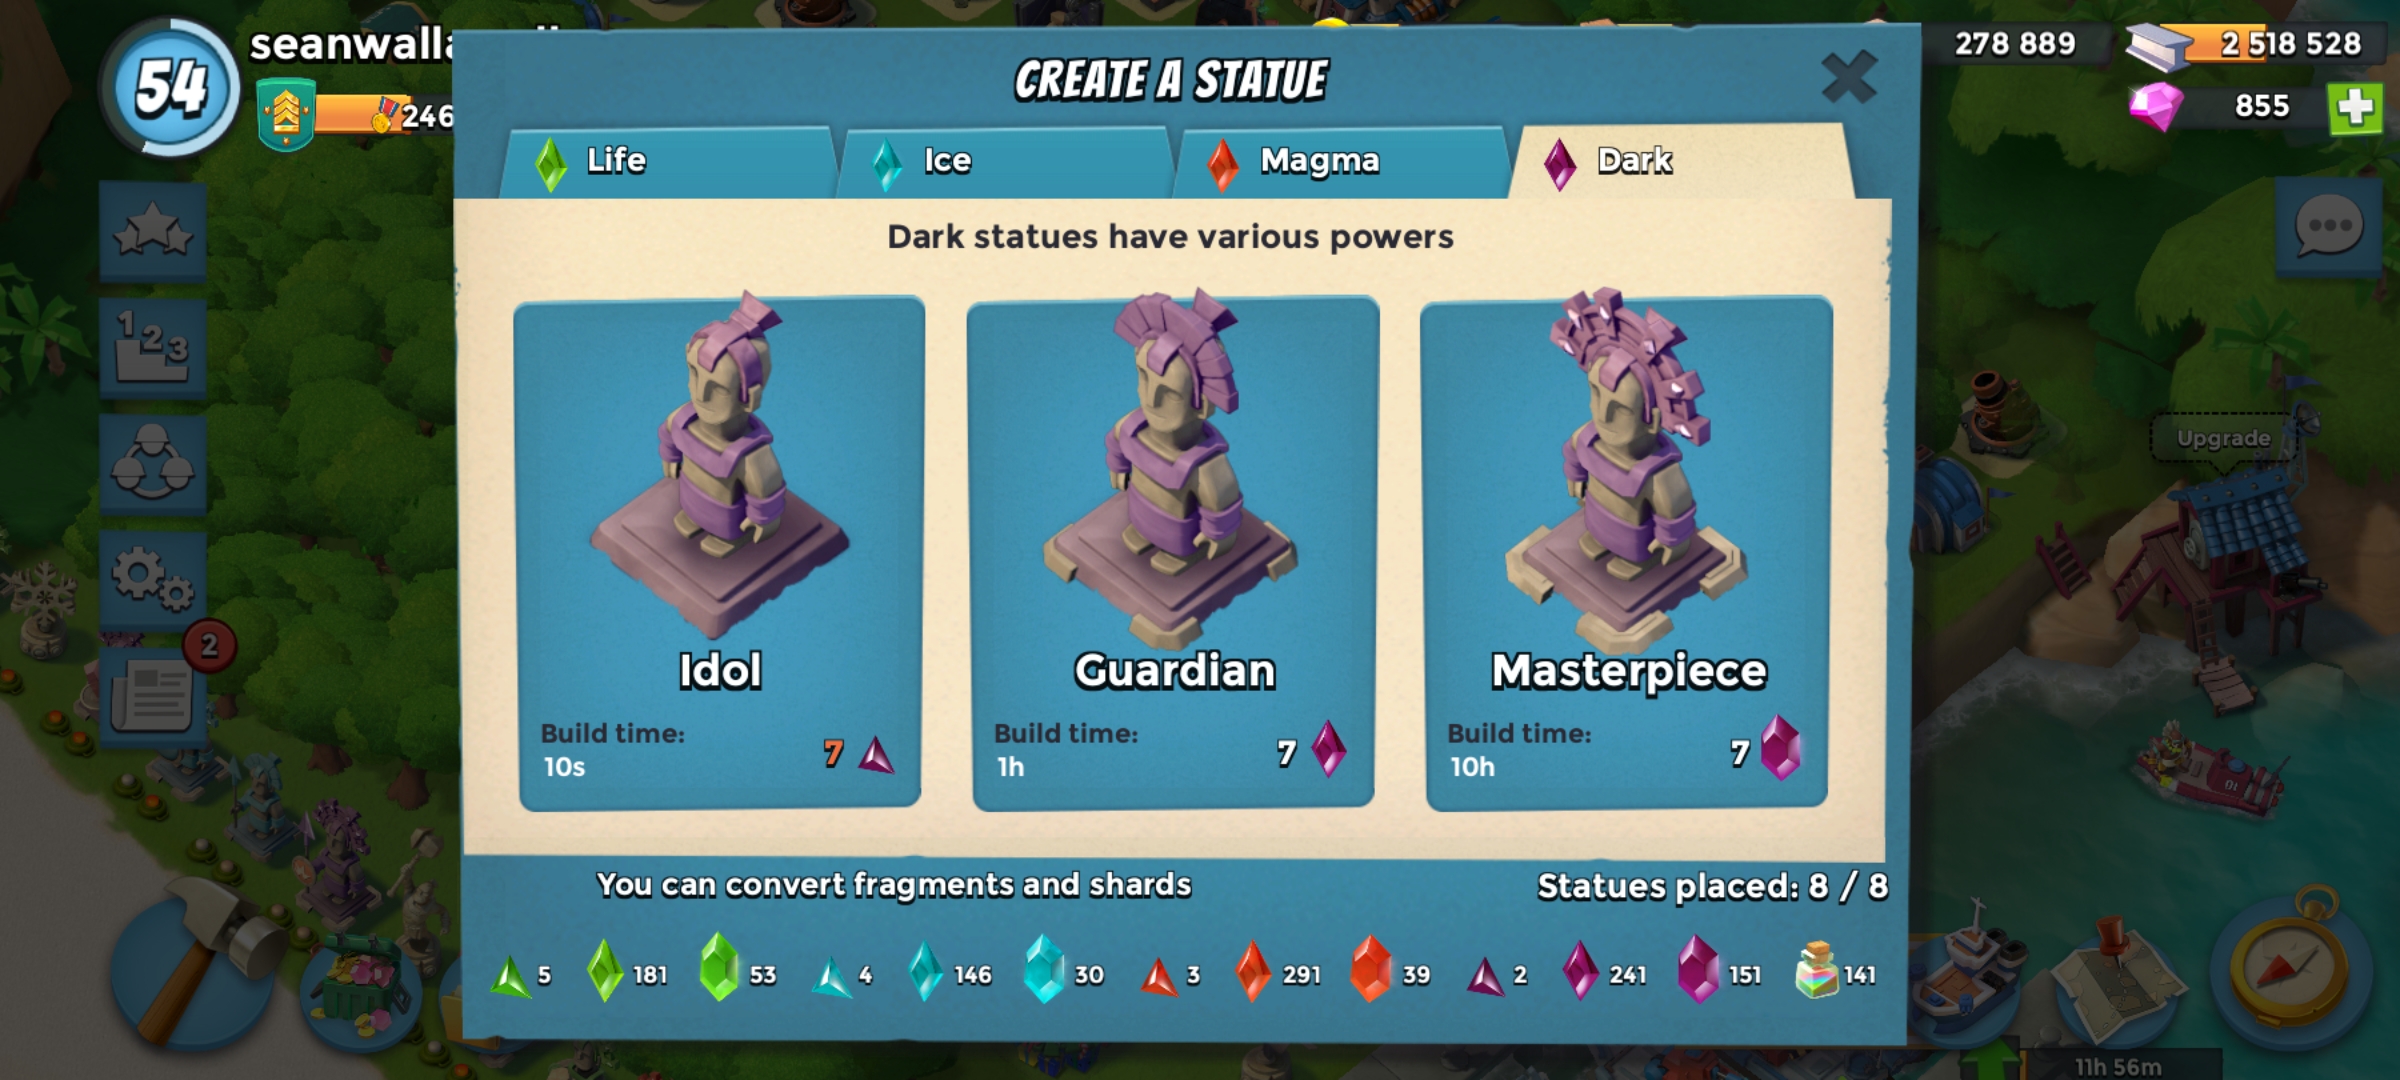 54
278 889
2 518 528
246
855
CREATE A STATUE
Life
Ice
Magma
Dark
Dark statues have various powers
1 2 3
Upgrade
2
Idol
Build time:
10s
7
Guardian
Build time:
1h
7
Masterpiece
Build time:
10h
7
You can convert fragments and shards
Statues placed: 8 / 8
5 181 53 4 146 30 3 291 39 2 241 151 141
11h 56m